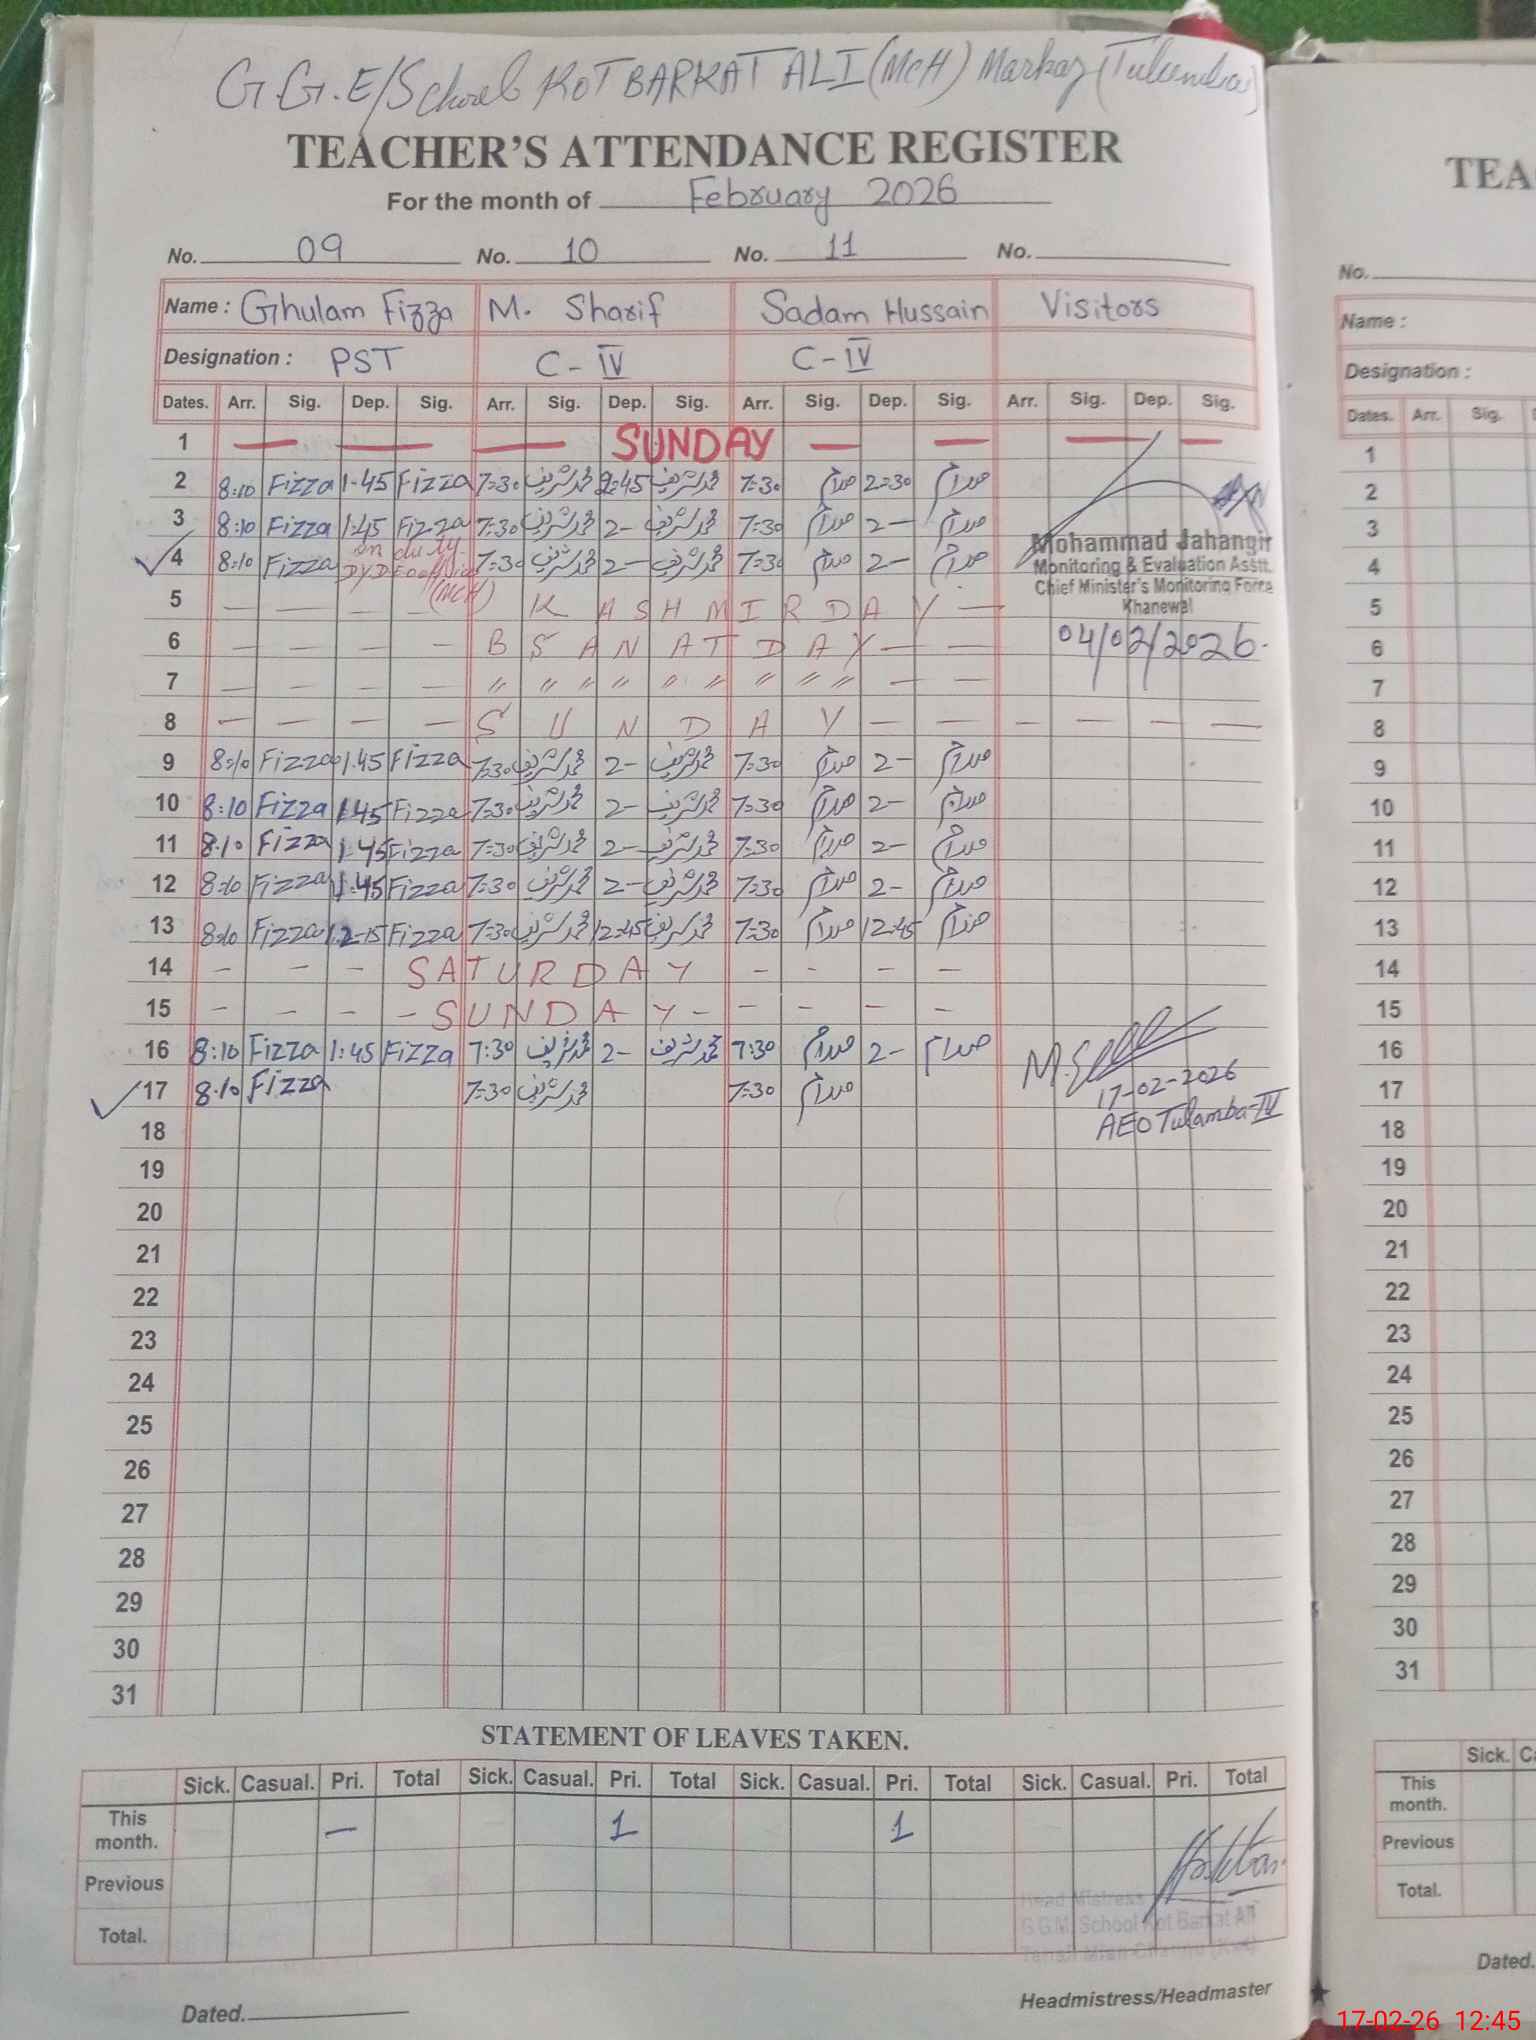 G.G.E/School KOT BARKAT ALI (MCH) Markaz
TEACHER'S ATTENDANCE REGISTER
For the month of February 2026
No. 09 No. 10 No. 11 No.
Name : Ghulam Fizza M. Sharif Sadam Hussain Visitors
Designation : PST C-IV C-IV
Dates. Arr. Sig. Dep. Sig. Arr. Sig. Dep. Sig. Arr. Sig. Dep. Sig. Arr. Sig. Dep. Sig.
1 — — — SUNDAY — — — —
2 8:10 Fizza 1-45 Fizza 7=30 محمد شریف 2=45 محمد شریف 7=30 صدام 2=30 صدام
3 8:10 Fizza 1:45 Fizza 7=30 محمد شریف 2- محمد شریف 7=30 صدام 2- صدام
4 8:10 Fizza on duty 7=30 محمد شریف 2- محمد شریف 7=30 صدام 2- صدام
(MCH)
Mohammad Jahangir
Monitoring & Evaluation Asstt.
Chief Minister's Monitoring Force
Khanewal
04/02/2026
5 — — — — KASHMIR DAY —
6 — — — — BSANAT DAY — —
7 — — — — " " " " " " " " " — —
8 — — — — SUNDAY — — — — — —
9 8:10 Fizza 1.45 Fizza 7=30 محمد شریف 2- محمد شریف 7=30 صدام 2- صدام
10 8:10 Fizza 1:45 Fizza 7=30 محمد شریف 2- محمد شریف 7=30 صدام 2- صدام
11 8.10 Fizza 1:45 Fizza 7=30 محمد شریف 2- محمد شریف 7=30 صدام 2- صدام
12 8:10 Fizza 1:45 Fizza 7=30 محمد شریف 2- محمد شریف 7=30 صدام 2- صدام
13 8:10 Fizza 12-15 Fizza 7=30 محمد شریف 12=45 محمد شریف 7=30 صدام 12=45 صدام
14 - - - SATURDAY - - - -
15 - - - - SUNDAY - - - - -
16 8:10 Fizza 1:45 Fizza 7:30 محمد شریف 2- محمد شریف 7:30 صدام 2- صدام
17 8.10 Fizza 7=30 محمد شریف 7=30 صدام
17-02-2026
AEO Tulamba-IV
18
19
20
21
22
23
24
25
26
27
28
29
30
31
STATEMENT OF LEAVES TAKEN.
Sick. Casual. Pri. Total Sick. Casual. Pri. Total Sick. Casual. Pri. Total Sick. Casual. Pri. Total
This month. — 1 1
Previous
Total.
Head Mistress
G.G.M. School Kot Barkat Ali
Dated.
Headmistress/Headmaster
TEA
No.
Name :
Designation :
Dates. Arr. Sig.
1
2
3
4
5
6
7
8
9
10
11
12
13
14
15
16
17
18
19
20
21
22
23
24
25
26
27
28
29
30
31
Sick.
This month.
Previous
Total.
Dated.
17-02-26 12:45